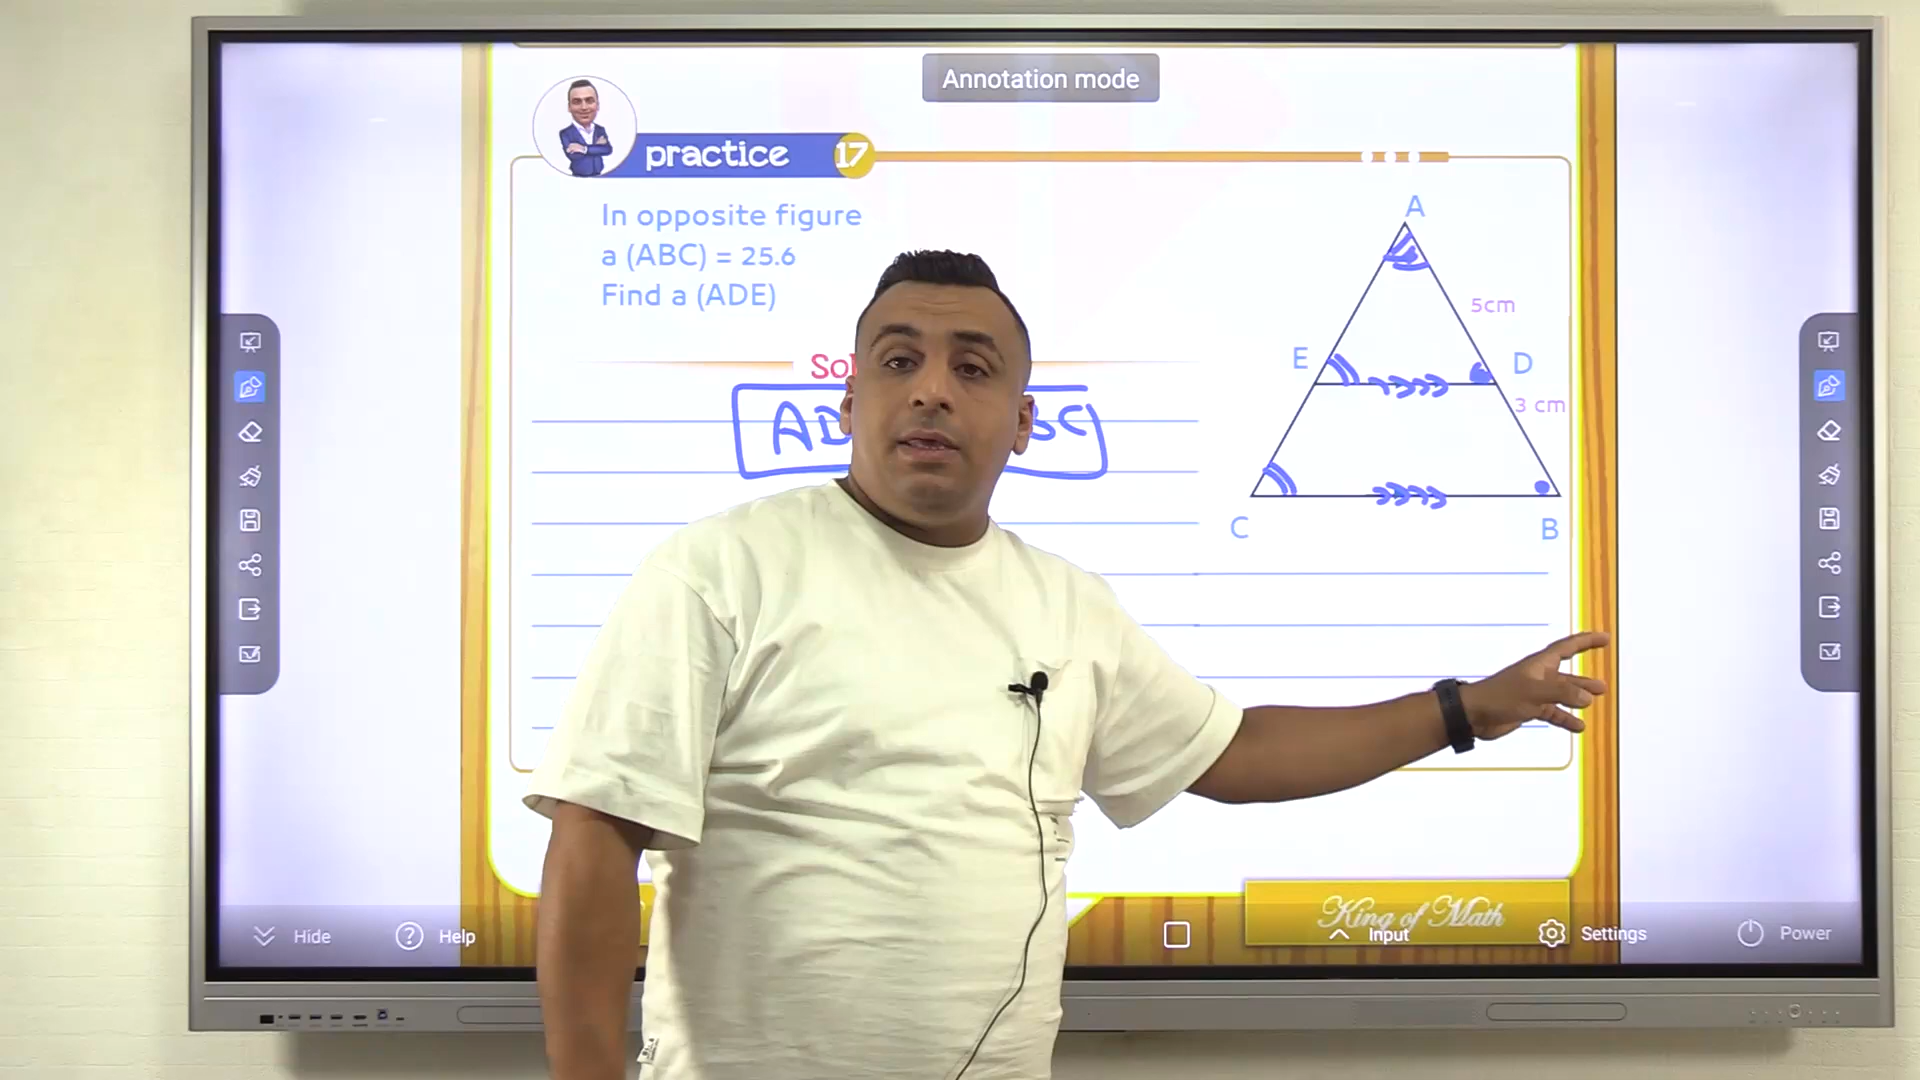 Annotation mode
practice 17
In opposite figure
a (ABC) = 25.6
Find a (ADE)
A
5cm
E
D
3 cm
C
B
King of Math
Hide
Help
Input
Settings
Power